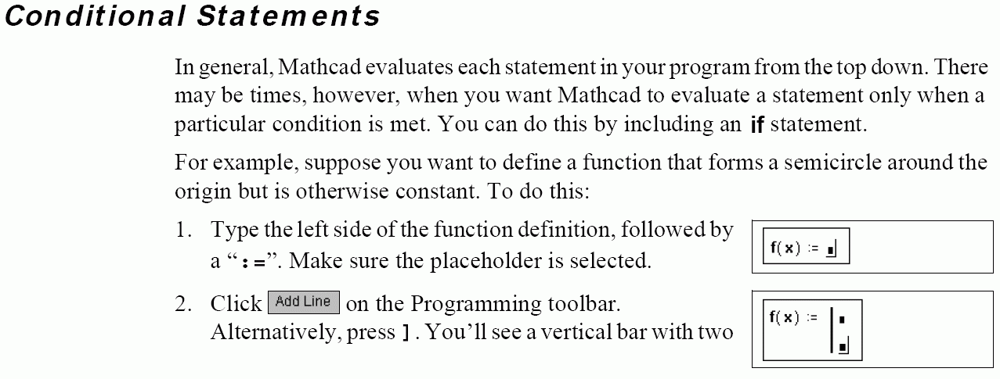 Conditional Statements
In general, Mathcad evaluates each statement in your program from the top down. There
may be times, however, when you want Mathcad to evaluate a statement only when a
particular condition is met. You can do this by including an if statement.
For example, suppose you want to define a function that forms a semicircle around the
origin but is otherwise constant. To do this:
1. Type the left side of the function definition, followed by
a “:=”. Make sure the placeholder is selected.
f(x) :=
2. Click Add Line on the Programming toolbar.
Alternatively, press ]. You’ll see a vertical bar with two
f(x) :=